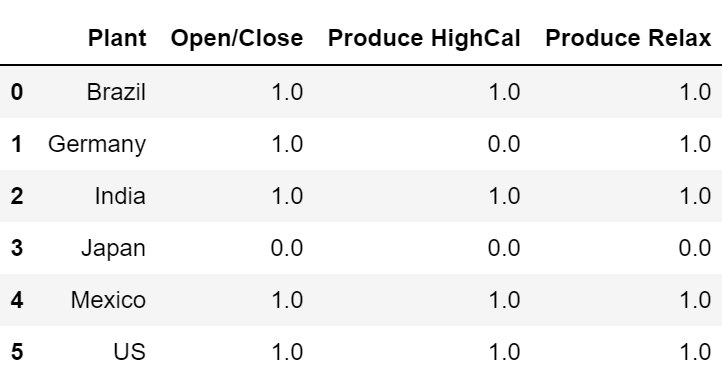 Plant Open/Close Produce HighCal Produce Relax
0 Brazil 1.0 1.0 1.0
1 Germany 1.0 0.0 1.0
2 India 1.0 1.0 1.0
3 Japan 0.0 0.0 0.0
4 Mexico 1.0 1.0 1.0
5 US 1.0 1.0 1.0